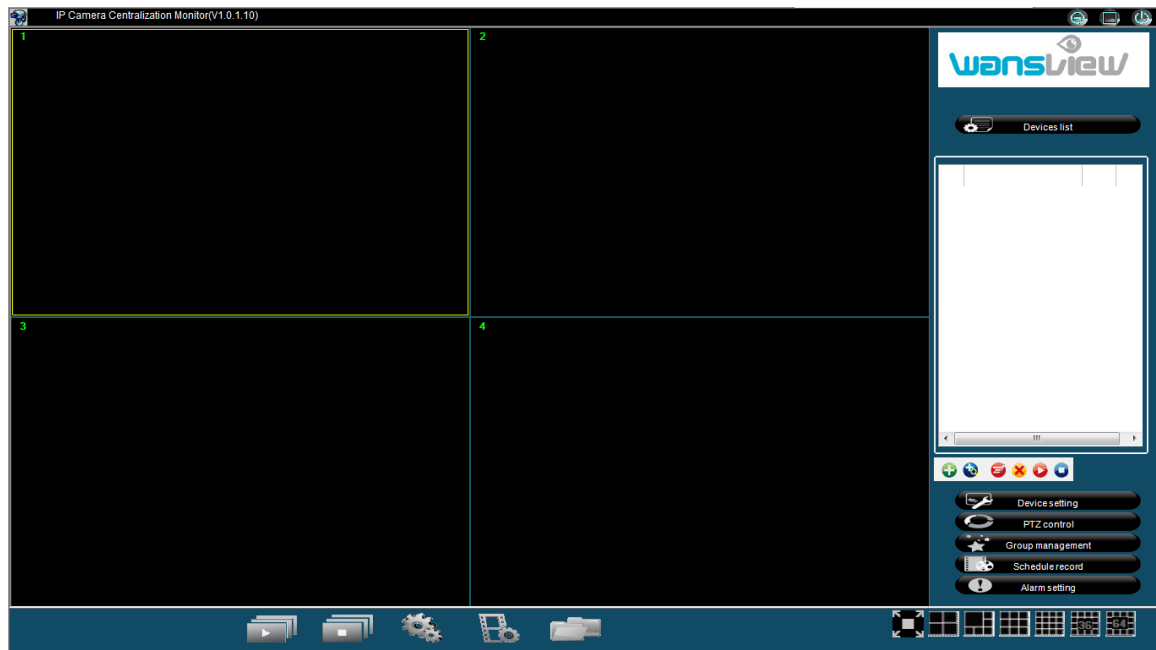 IP Camera Centralization Monitor(V1.0.1.10)
1
2
wansview
Devices list
3
4
Device setting
PTZ control
Group management
Schedule record
Alarm setting
36
64